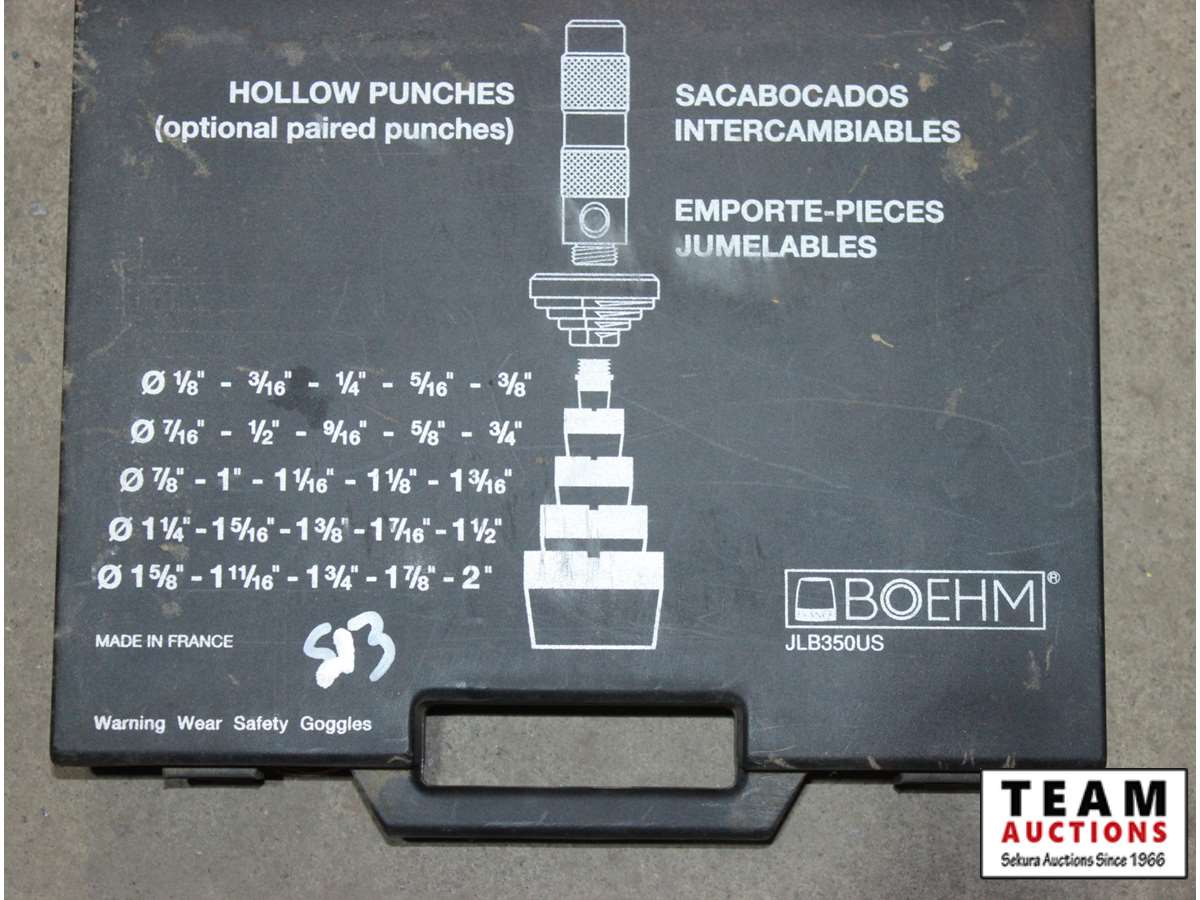 HOLLOW PUNCHES
(optional paired punches)
SACABOCADOS
INTERCAMBIABLES
EMPORTE-PIECES
JUMELABLES
Ø 1/8" - 3/16" - 1/4" - 5/16" - 3/8"
Ø 7/16" - 1/2" - 9/16" - 5/8" - 3/4"
Ø 7/8" - 1" - 1 1/16" - 1 1/8" - 1 3/16"
Ø 1 1/4" - 1 5/16" - 1 3/8" - 1 7/16" - 1 1/2"
Ø 1 5/8" - 1 11/16" - 1 3/4" - 1 7/8" - 2"
MADE IN FRANCE
Warning Wear Safety Goggles
FRANCE
BOEHM®
JLB350US
TEAM
AUCTIONS
Sekura Auctions Since 1966